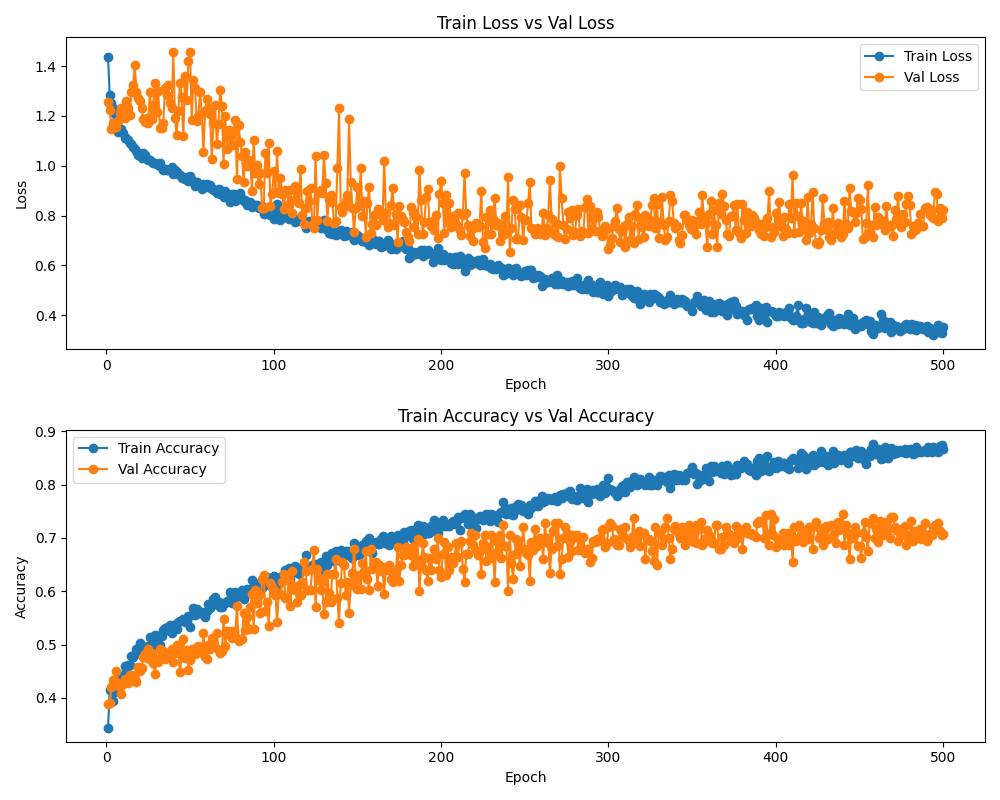 Train Loss vs Val Loss
Loss
1.4
1.2
1.0
0.8
0.6
0.4
Train Loss
Val Loss
0
100
200
300
400
500
Epoch
Train Accuracy vs Val Accuracy
Accuracy
0.9
0.8
0.7
0.6
0.5
0.4
Train Accuracy
Val Accuracy
0
100
200
300
400
500
Epoch